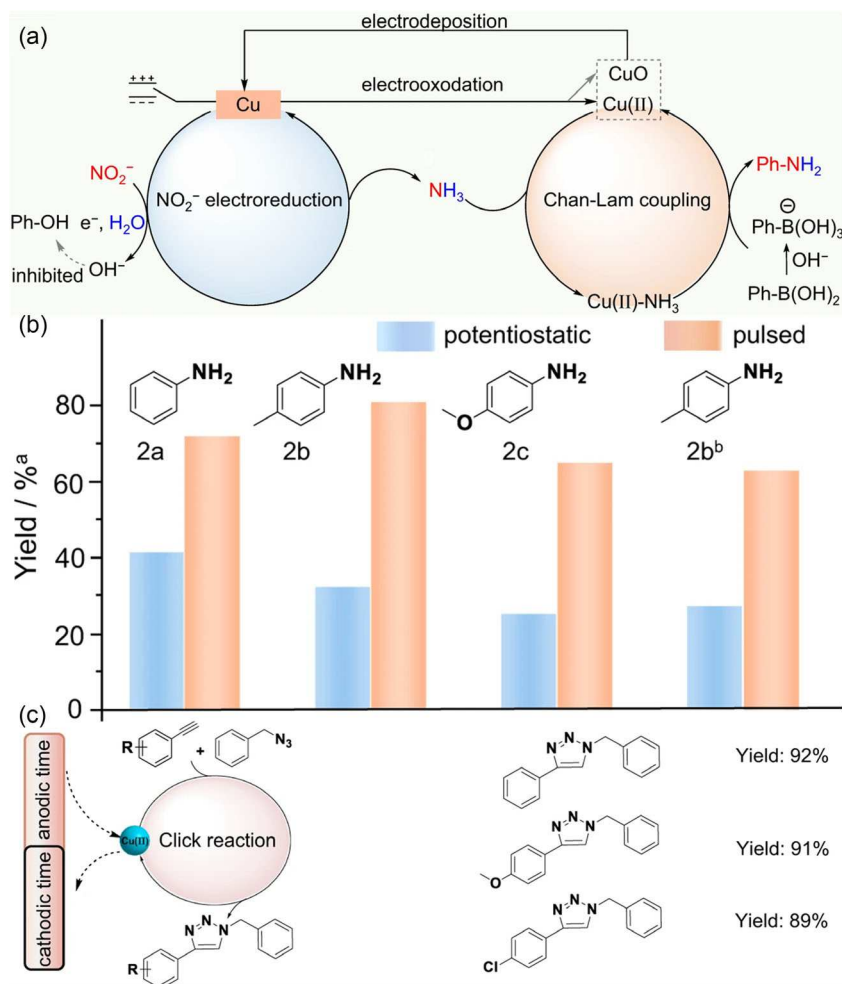 (a)
electrodeposition
+++
---
Cu
electrooxodation
CuO
Cu(II)
NO₂⁻
NO₂⁻ electroreduction
NH₃
Chan-Lam coupling
Ph-NH₂
Ph-OH e⁻, H₂O
inhibited OH⁻
Cu(II)-NH₃
⊖
Ph-B(OH)₃
OH⁻
Ph-B(OH)₂
(b)
potentiostatic
pulsed
NH₂
NH₂
O
NH₂
NH₂
2a
2b
2c
2bᵇ
Yield / %ᵃ
80
60
40
20
0
(c)
anodic time
cathodic time
Cu(II)
R
+
N₃
Click reaction
R
N=N
N
N=N
N
Yield: 92%
O
N=N
N
Yield: 91%
Cl
N=N
N
Yield: 89%